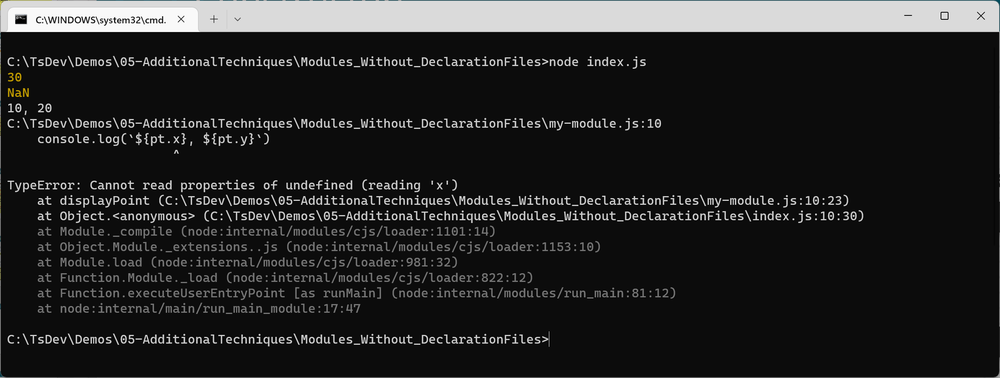 C:\WINDOWS\system32\cmd.
C:\TsDev\Demos\05-AdditionalTechniques\Modules_Without_DeclarationFiles>node index.js
30
NaN
10, 20
C:\TsDev\Demos\05-AdditionalTechniques\Modules_Without_DeclarationFiles\my-module.js:10
    console.log(`${pt.x}, ${pt.y}`)
                      ^
TypeError: Cannot read properties of undefined (reading 'x')
    at displayPoint (C:\TsDev\Demos\05-AdditionalTechniques\Modules_Without_DeclarationFiles\my-module.js:10:23)
    at Object.<anonymous> (C:\TsDev\Demos\05-AdditionalTechniques\Modules_Without_DeclarationFiles\index.js:10:30)
    at Module._compile (node:internal/modules/cjs/loader:1101:14)
    at Object.Module._extensions..js (node:internal/modules/cjs/loader:1153:10)
    at Module.load (node:internal/modules/cjs/loader:981:32)
    at Function.Module._load (node:internal/modules/cjs/loader:822:12)
    at Function.executeUserEntryPoint [as runMain] (node:internal/modules/run_main:81:12)
    at node:internal/main/run_main_module:17:47
C:\TsDev\Demos\05-AdditionalTechniques\Modules_Without_DeclarationFiles>